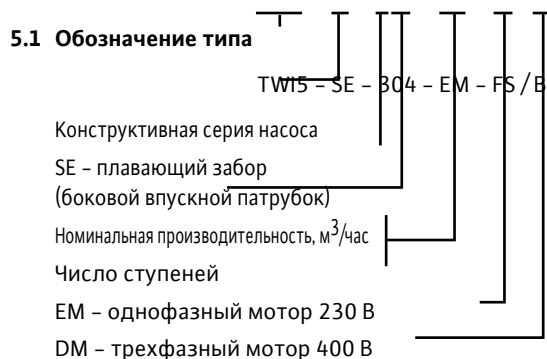 5.1 Обозначение типа
TWI5 – SE – 304 – EM – FS / B
Конструктивная серия насоса
SE – плавающий забор
(боковой впускной патрубок)
Номинальная производительность, м3/час
Число ступеней
EM – однофазный мотор 230 В
DM – трехфазный мотор 400 В